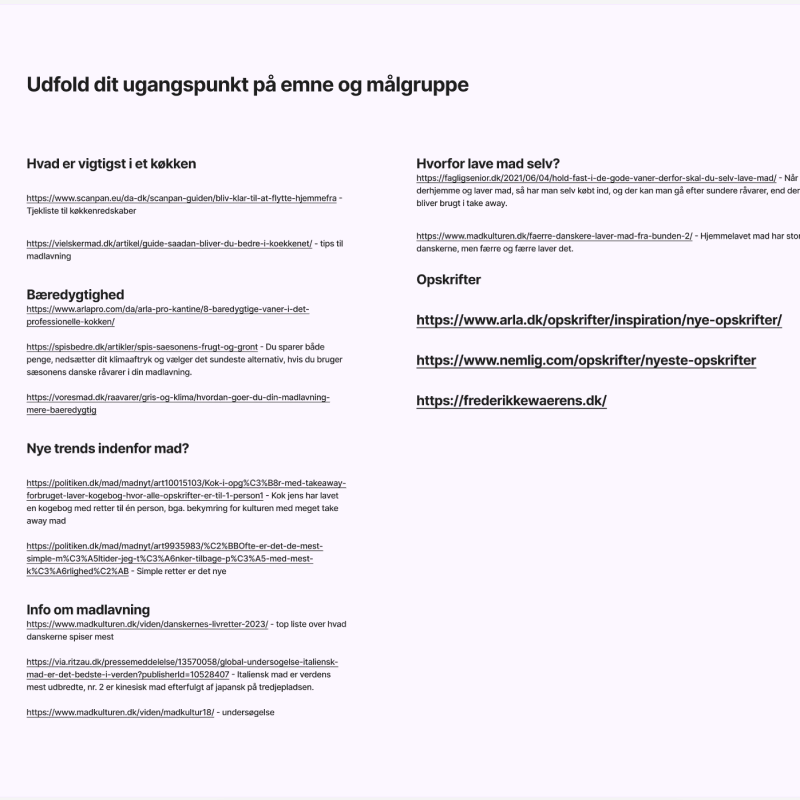 Udfold dit ugangspunkt på emne og målgruppe
Hvad er vigtigst i et køkken
https://www.scanpan.eu/da-dk/scanpan-guiden/bliv-klar-til-at-flytte-hjemmefra -
Tjekliste til køkkenredskaber
https://vielskermad.dk/artikel/guide-saadan-bliver-du-bedre-i-koekkenet/ - tips til
madlavning
Bæredygtighed
https://www.arlapro.com/da/arla-pro-kantine/8-baredygtige-vaner-i-det-
professionelle-kokken/
https://spisbedre.dk/artikler/spis-saesonens-frugt-og-gront - Du sparer både
penge, nedsætter dit klimaaftryk og vælger det sundeste alternativ, hvis du bruger
sæsonens danske råvarer i din madlavning.
https://voresmad.dk/raavarer/gris-og-klima/hvordan-goer-du-din-madlavning-
mere-baeredygtig
Nye trends indenfor mad?
https://politiken.dk/mad/madnyt/art10015103/Kok-i-opg%C3%B8r-med-takeaway-
forbruget-laver-kogebog-hvor-alle-opskrifter-er-til-1-person1 - Kok jens har lavet
en kogebog med retter til én person, bga. bekymring for kulturen med meget take
away mad
https://politiken.dk/mad/madnyt/art9935983/%C2%BBOfte-er-det-de-mest-
simple-m%C3%A5ltider-jeg-t%C3%A6nker-tilbage-p%C3%A5-med-mest-
k%C3%A6rlighed%C2%AB - Simple retter er det nye
Info om madlavning
https://www.madkulturen.dk/viden/danskernes-livretter-2023/ - top liste over hvad
danskerne spiser mest
https://via.ritzau.dk/pressemeddelelse/13570058/global-undersogelse-italiensk-
mad-er-det-bedste-i-verden?publisherId=10528407 - Italiensk mad er verdens
mest udbredte, nr. 2 er kinesisk mad efterfulgt af japansk på tredjepladsen.
https://www.madkulturen.dk/viden/madkultur18/ - undersøgelse
Hvorfor lave mad selv?
https://fagligsenior.dk/2021/06/04/hold-fast-i-de-gode-vaner-derfor-skal-du-selv-lave-mad/ - Når
derhjemme og laver mad, så har man selv købt ind, og der kan man gå efter sundere råvarer, end der
bliver brugt i take away.
https://www.madkulturen.dk/faerre-danskere-laver-mad-fra-bunden-2/ - Hjemmelavet mad har stor
danskerne, men færre og færre laver det.
Opskrifter
https://www.arla.dk/opskrifter/inspiration/nye-opskrifter/
https://www.nemlig.com/opskrifter/nyeste-opskrifter
https://frederikkewaerens.dk/